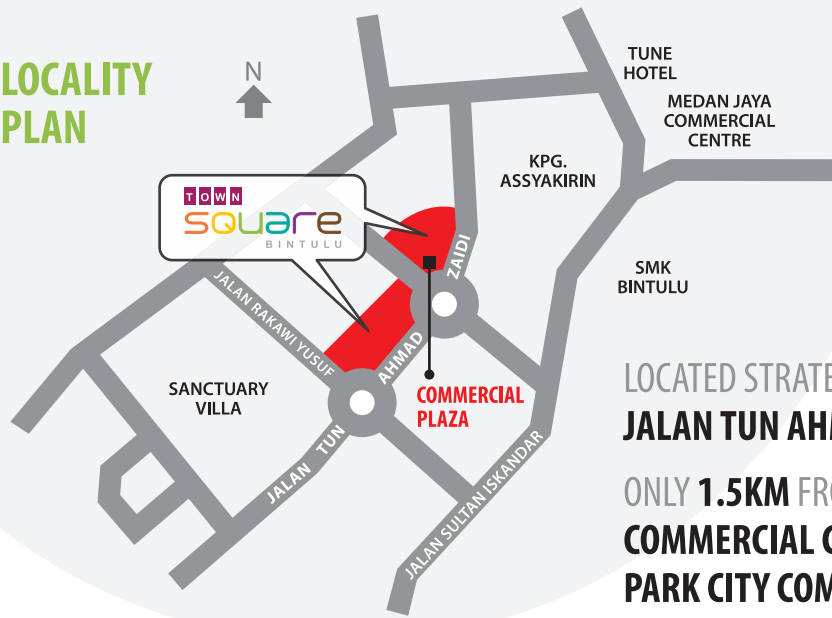 LOCALITY
PLAN
N
TUNE
HOTEL
MEDAN JAYA
COMMERCIAL
CENTRE
KPG.
ASSYAKIRIN
TOWN
square
BINTULU
ZAIDI
SMK
BINTULU
JALAN RAKAWI YUSUF
AHMAD
SANCTUARY
VILLA
COMMERCIAL
PLAZA
JALAN TUN
JALAN SULTAN ISKANDAR
LOCATED STRATE
JALAN TUN AH
ONLY 1.5KM FRO
COMMERCIAL C
PARK CITY COM